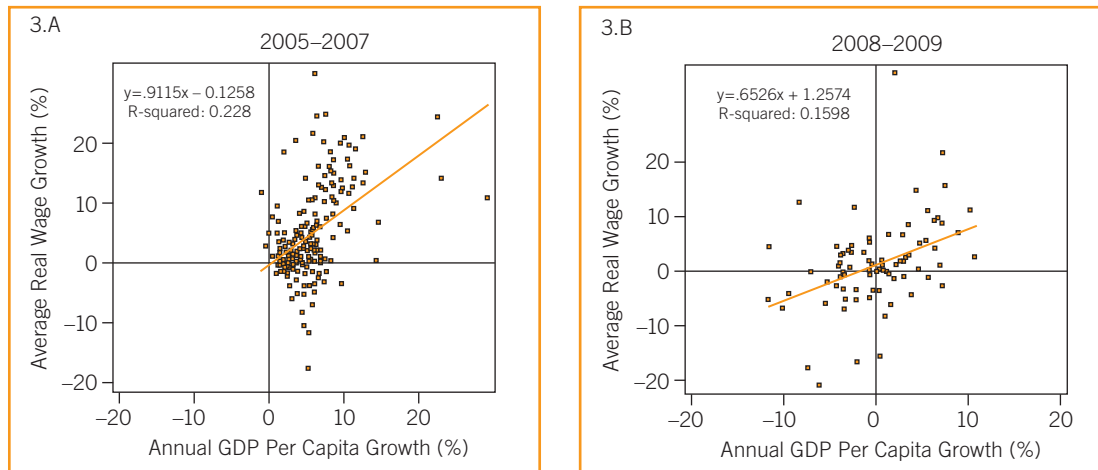 3.A
2005–2007
y=.9115x – 0.1258
R-squared: 0.228
Average Real Wage Growth (%)
20
10
0
–10
–20
–20
–10
0
10
20
Annual GDP Per Capita Growth (%)
3.B
2008–2009
y=.6526x + 1.2574
R-squared: 0.1598
Average Real Wage Growth (%)
20
10
0
–10
–20
–20
–10
0
10
20
Annual GDP Per Capita Growth (%)